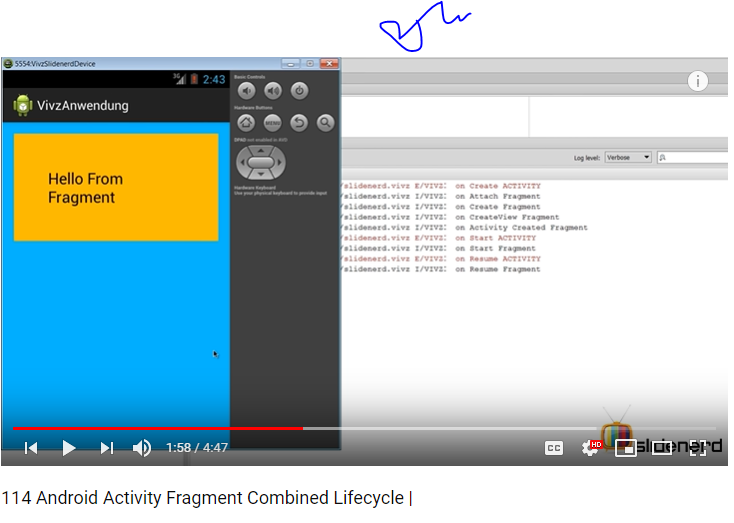 5554:VivzSlidenerdDevice
3G
2:43
VivzAnwendung
Hello From
Fragment
Basic Controls
Hardware Buttons
MENU
DPAD not enabled in AVD
Hardware Keyboard
Use your physical keyboard to provide input
Log level: Verbose
/slidenerd.vivz E/VIVZ: on Create ACTIVITY
/slidenerd.vivz I/VIVZ: on Attach Fragment
/slidenerd.vivz I/VIVZ: on Create Fragment
/slidenerd.vivz I/VIVZ: on CreateView Fragment
/slidenerd.vivz I/VIVZ: on Activity Created Fragment
/slidenerd.vivz E/VIVZ: on Start ACTIVITY
/slidenerd.vivz I/VIVZ: on Start Fragment
/slidenerd.vivz E/VIVZ: on Resume ACTIVITY
/slidenerd.vivz I/VIVZ: on Resume Fragment
1:58 / 4:47
CC
HD
slidenerd
114 Android Activity Fragment Combined Lifecycle |